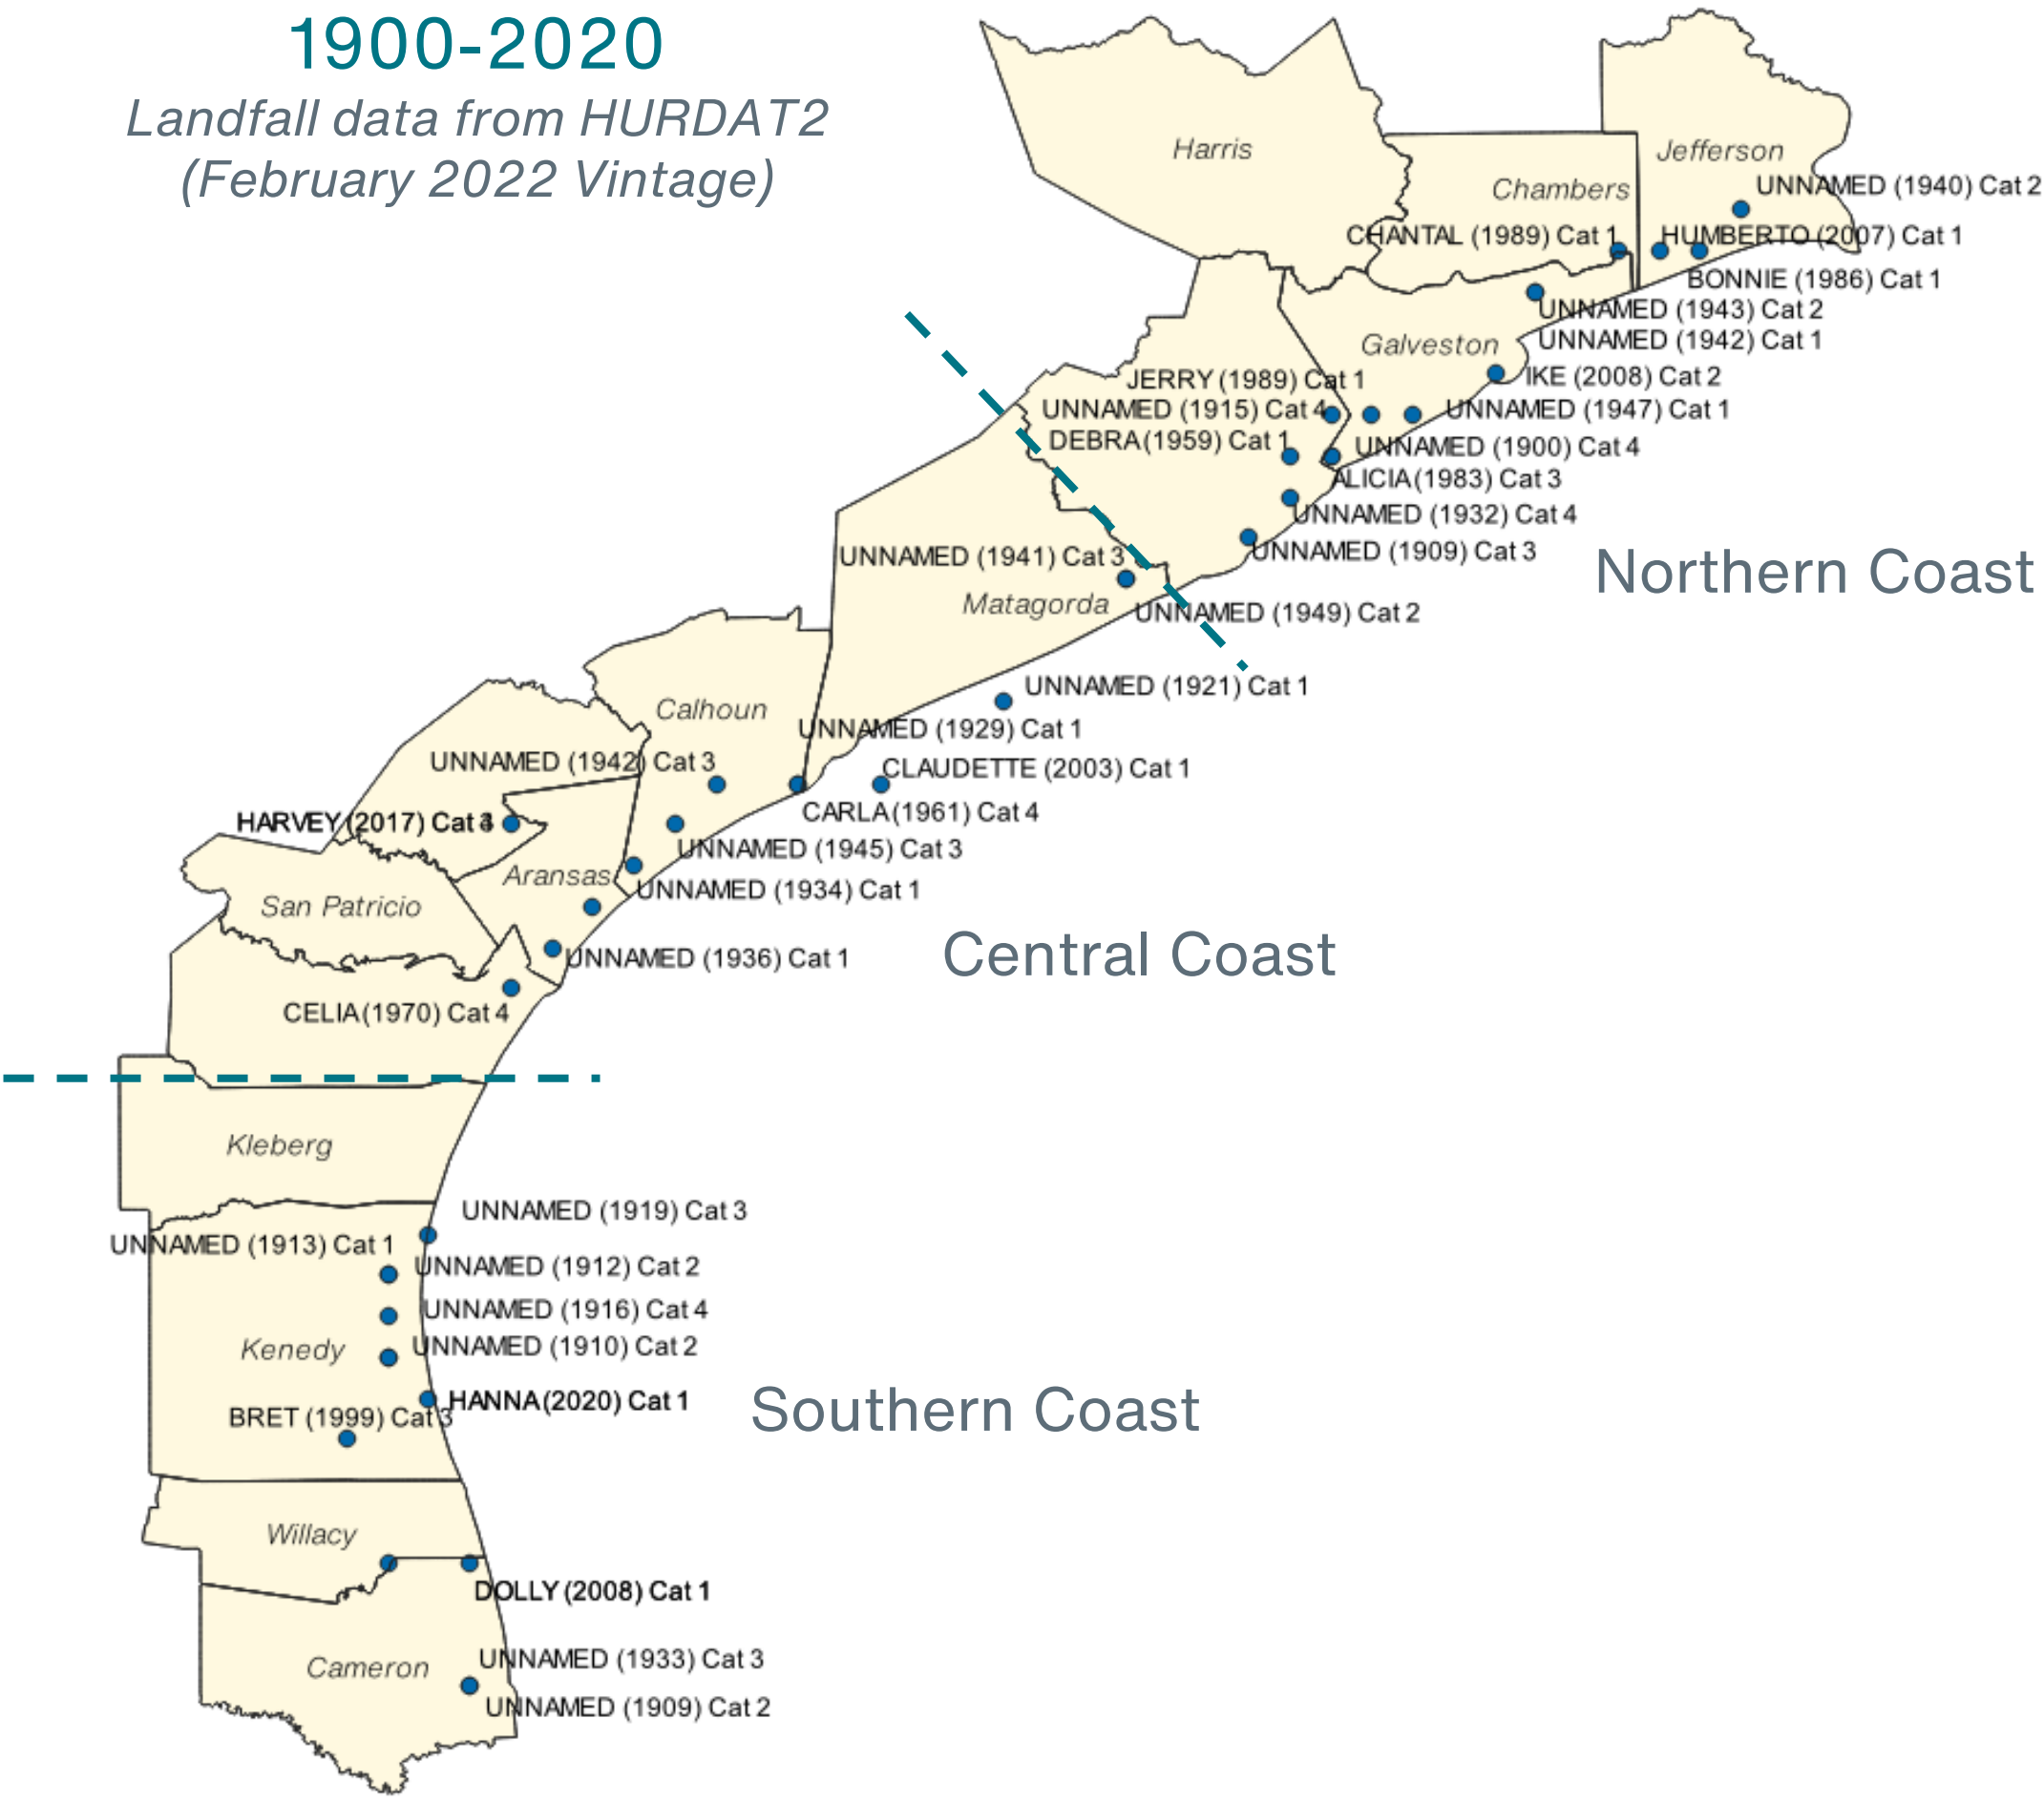 1900-2020
Landfall data from HURDAT2
(February 2022 Vintage)
Harris
Jefferson
Chambers
UNNAMED (1940) Cat 2
CHANTAL (1989) Cat 1
HUMBERTO (2007) Cat 1
BONNIE (1986) Cat 1
UNNAMED (1943) Cat 2
UNNAMED (1942) Cat 1
Galveston
IKE (2008) Cat 2
JERRY (1989) Cat 1
UNNAMED (1915) Cat 4
UNNAMED (1947) Cat 1
DEBRA (1959) Cat 1
UNNAMED (1900) Cat 4
ALICIA (1983) Cat 3
UNNAMED (1932) Cat 4
UNNAMED (1909) Cat 3
Northern Coast
UNNAMED (1941) Cat 3
Matagorda
UNNAMED (1949) Cat 2
UNNAMED (1921) Cat 1
Calhoun
UNNAMED (1929) Cat 1
UNNAMED (1942) Cat 3
CLAUDETTE (2003) Cat 1
CARLA (1961) Cat 4
HARVEY (2017) Cat
UNNAMED (1945) Cat 3
Aransas
UNNAMED (1934) Cat 1
San Patricio
UNNAMED (1936) Cat 1
Central Coast
CELIA (1970) Cat 4
Kleberg
UNNAMED (1919) Cat 3
UNNAMED (1913) Cat 1
UNNAMED (1912) Cat 2
UNNAMED (1916) Cat 4
Kenedy
UNNAMED (1910) Cat 2
HANNA (2020) Cat 1
BRET (1999) Cat 3
Southern Coast
Willacy
DOLLY (2008) Cat 1
Cameron
UNNAMED (1933) Cat 3
UNNAMED (1909) Cat 2